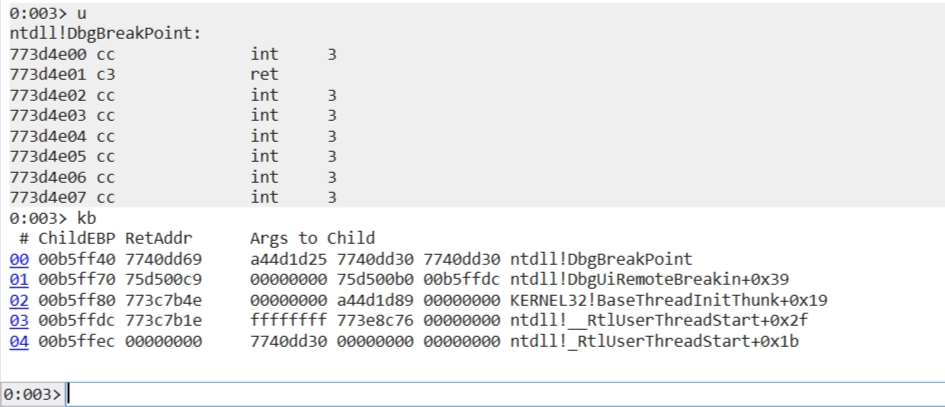 0:003> u
ntdll!DbgBreakPoint:
773d4e00 cc              int     3
773d4e01 c3              ret
773d4e02 cc              int     3
773d4e03 cc              int     3
773d4e04 cc              int     3
773d4e05 cc              int     3
773d4e06 cc              int     3
773d4e07 cc              int     3
0:003> kb
 # ChildEBP RetAddr      Args to Child
00 00b5ff40 7740dd69     a44d1d25 7740dd30 7740dd30 ntdll!DbgBreakPoint
01 00b5ff70 75d500c9     00000000 75d500b0 00b5ffdc ntdll!DbgUiRemoteBreakin+0x39
02 00b5ff80 773c7b4e     00000000 a44d1d89 00000000 KERNEL32!BaseThreadInitThunk+0x19
03 00b5ffdc 773c7b1e     ffffffff 773e8c76 00000000 ntdll!__RtlUserThreadStart+0x2f
04 00b5ffec 00000000     7740dd30 00000000 00000000 ntdll!_RtlUserThreadStart+0x1b
0:003>